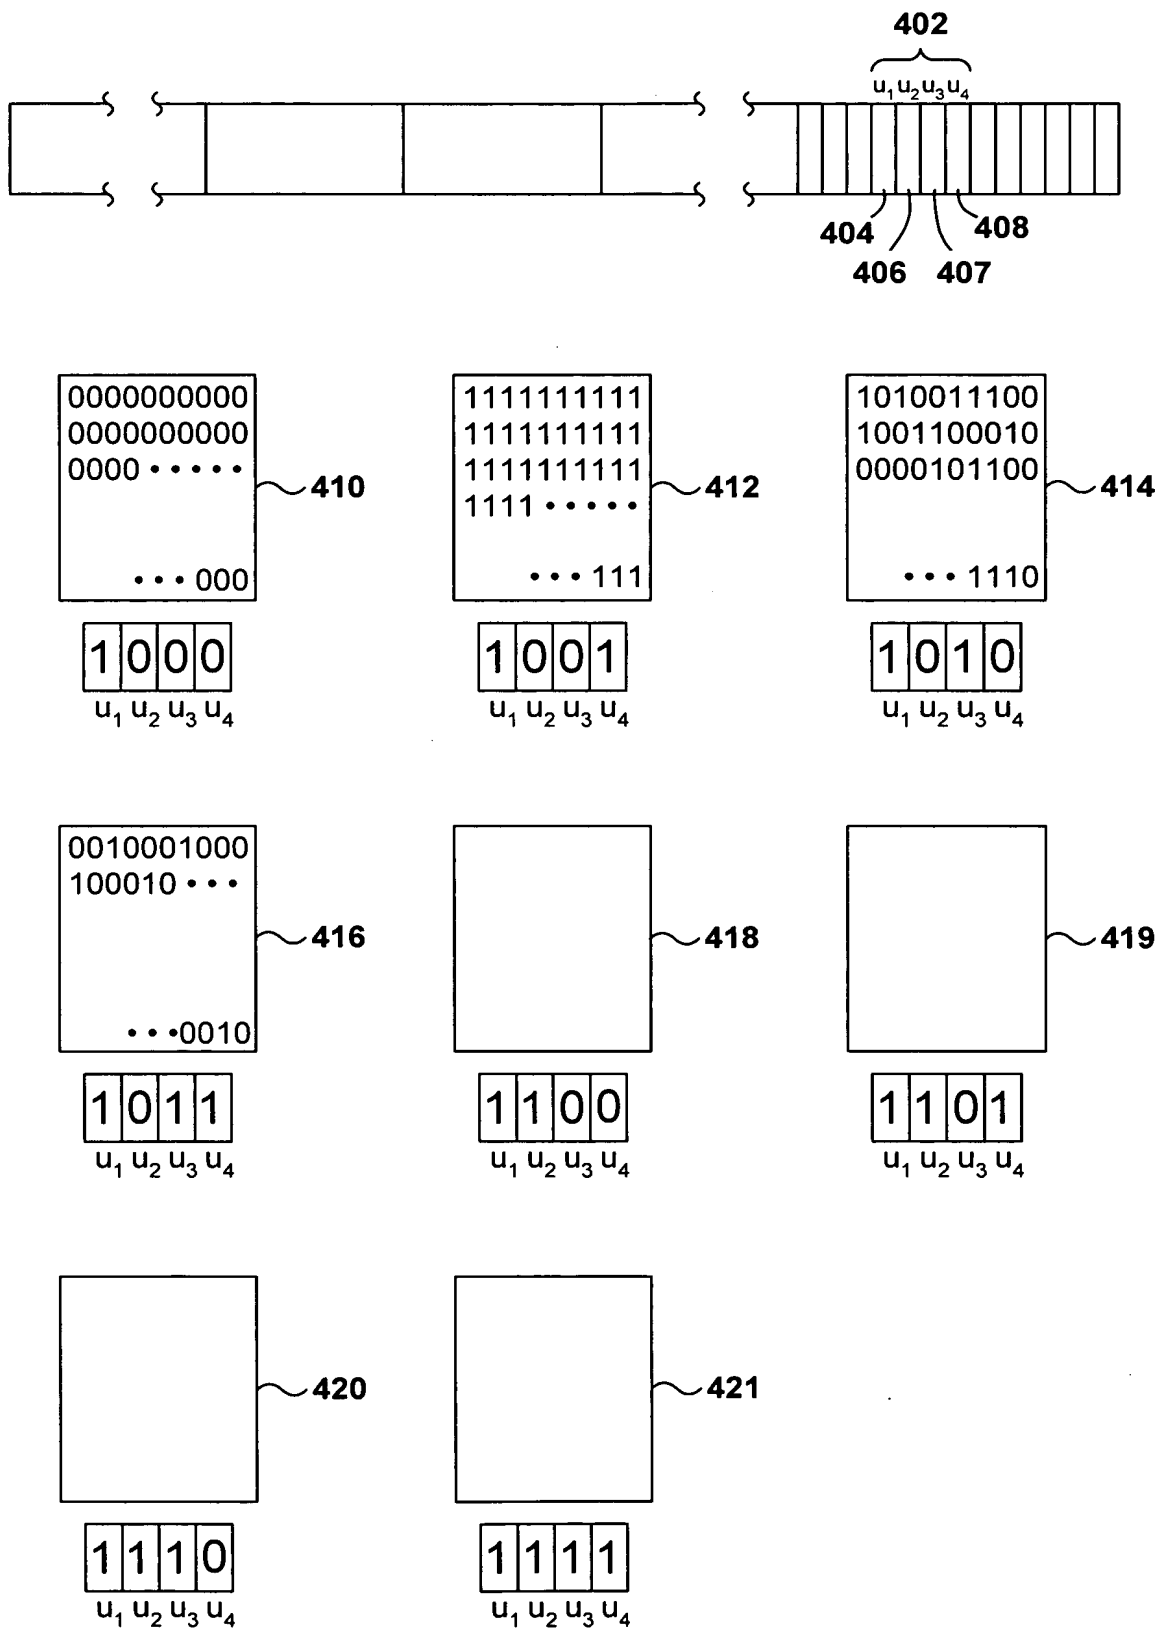 402
u1 u2 u3 u4
404
408
406
407
0000000000
0000000000
0000 • • • • •
• • • 000
410
1 0 0 0
u1 u2 u3 u4
1111111111
1111111111
1111111111
1111 • • • • •
• • • 111
412
1 0 0 1
u1 u2 u3 u4
1010011100
1001100010
0000101100
• • • 1110
414
1 0 1 0
u1 u2 u3 u4
0010001000
100010 • • •
• • • 0010
416
1 0 1 1
u1 u2 u3 u4
418
1 1 0 0
u1 u2 u3 u4
419
1 1 0 1
u1 u2 u3 u4
420
1 1 1 0
u1 u2 u3 u4
421
1 1 1 1
u1 u2 u3 u4